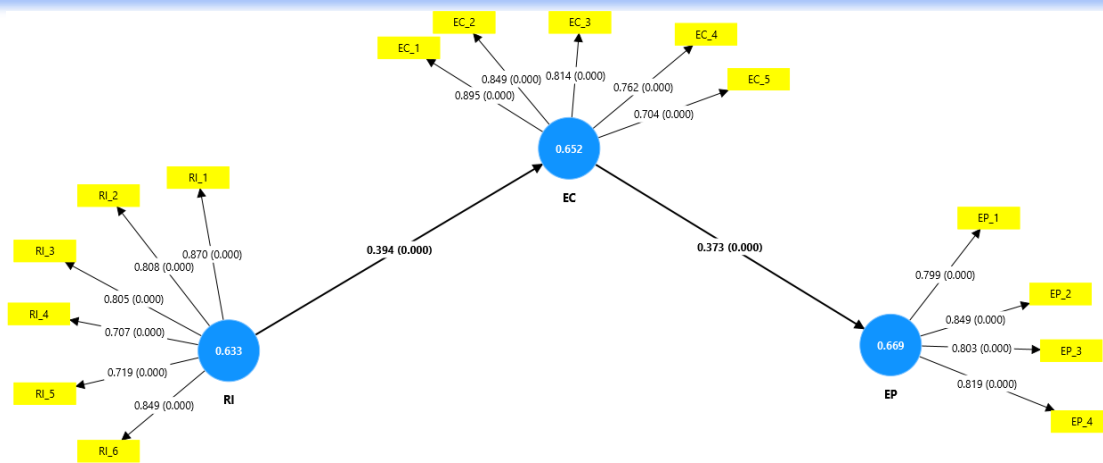 EC_2
EC_3
EC_4
EC_1
EC_5
0.849 (0.000)
0.814 (0.000)
0.762 (0.000)
0.895 (0.000)
0.704 (0.000)
0.652
EC
RI_1
RI_2
RI_3
RI_4
RI_5
RI_6
0.870 (0.000)
0.808 (0.000)
0.805 (0.000)
0.707 (0.000)
0.719 (0.000)
0.849 (0.000)
0.633
RI
0.394 (0.000)
0.373 (0.000)
EP_1
EP_2
EP_3
EP_4
0.799 (0.000)
0.849 (0.000)
0.803 (0.000)
0.819 (0.000)
0.669
EP